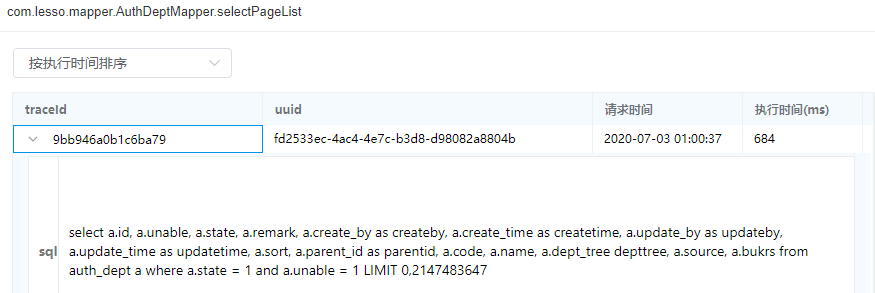 com.lesso.mapper.AuthDeptMapper.selectPageList
按执行时间排序
traceId uuid 请求时间 执行时间(ms)
9bb946a0b1c6ba79 fd2533ec-4ac4-4e7c-b3d8-d98082a8804b 2020-07-03 01:00:37 684
select a.id, a.unable, a.state, a.remark, a.create_by as createby, a.create_time as createtime, a.update_by as updateby,
sql a.update_time as updatetime, a.sort, a.parent_id as parentid, a.code, a.name, a.dept_tree depttree, a.source, a.bukrs from
auth_dept a where a.state = 1 and a.unable = 1 LIMIT 0,2147483647